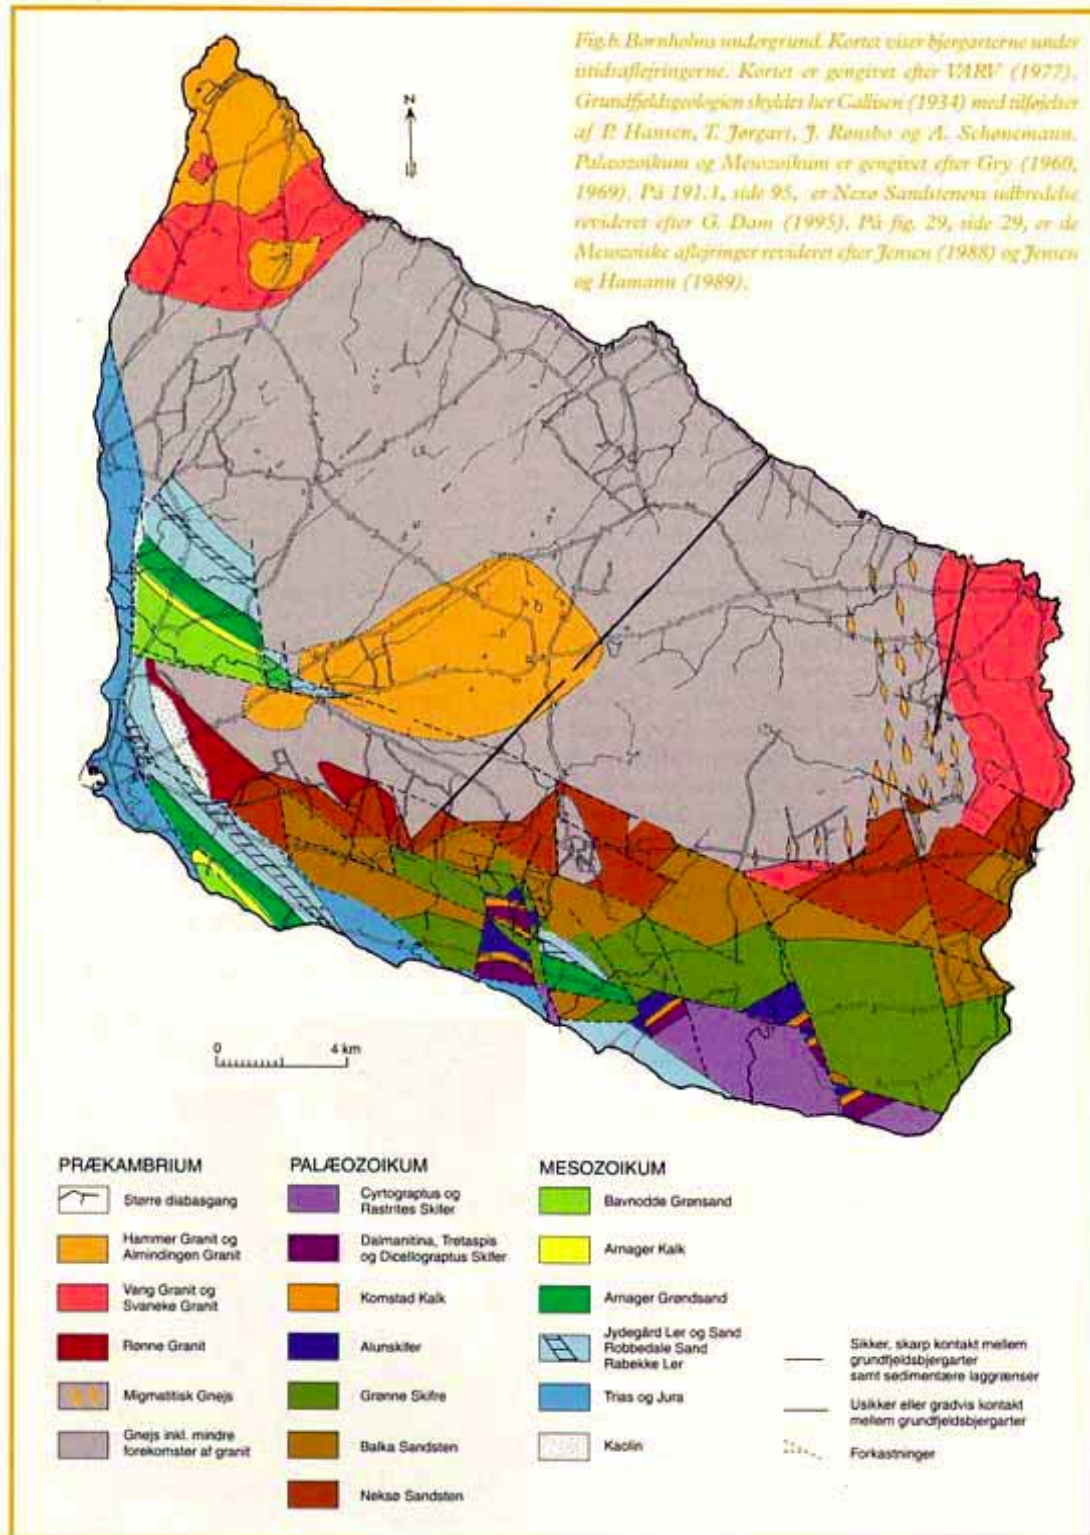 Fig.b. Bornholms undergrund. Kortet viser bjergarterne under
istidsaflejringerne. Kortet er gengivet efter VARV (1977).
Grundfjeldsgeologien skyldes her Callisen (1934) med tilføjelser
af P. Hansen, T. Jørgart, J. Rønsbo og A. Schønemann.
Palæozoikum og Mesozoikum er gengivet efter Gry (1960,
1969). På 191.1, side 95, er Nexø Sandstenens udbredelse
revideret efter G. Dam (1995). På fig. 29, side 29, er de
Mesozoiske aflejringer revideret efter Jensen (1988) og Jensen
og Hamann (1989).
N
0 4 km
PRÆKAMBRIUM
Større diabasgang
Hammer Granit og
Almindingen Granit
Vang Granit og
Svaneke Granit
Rønne Granit
Migmatitisk Gnejs
Gnejs inkl. mindre
forekomster af granit
PALÆOZOIKUM
Cyrtograptus og
Rastrites Skifer
Dalmanitina, Tretaspis
og Dicellograptus Skifer
Komstad Kalk
Alunskifer
Grønne Skifre
Balka Sandsten
Neksø Sandsten
MESOZOIKUM
Bavnodde Grønsand
Arnager Kalk
Arnager Grøndsand
Jydegård Ler og Sand
Robbedale Sand
Rabekke Ler
Trias og Jura
Kaolin
Sikker, skarp kontakt mellem
grundfjeldsbjergarter
samt sedimentære laggrænser
Usikker eller gradvis kontakt
mellem grundfjeldsbjergarter
Forkastninger